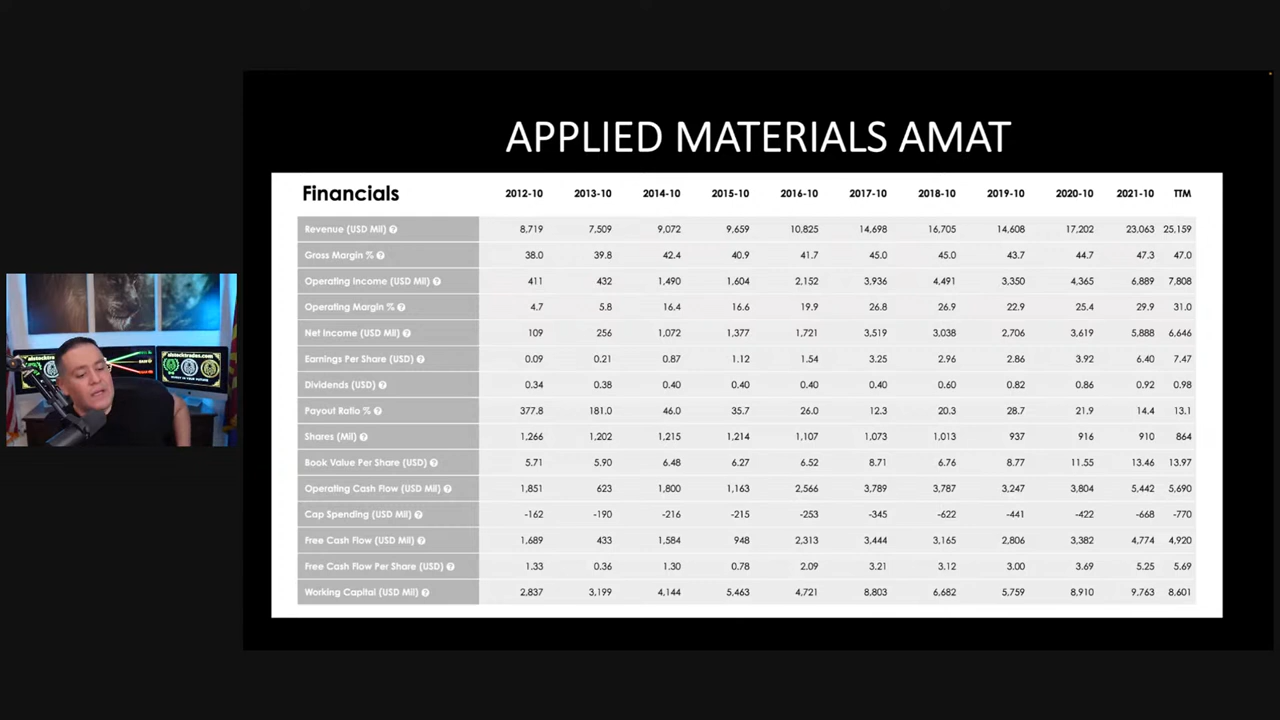 APPLIED MATERIALS AMAT
Financials 2012-10 2013-10 2014-10 2015-10 2016-10 2017-10 2018-10 2019-10 2020-10 2021-10 TTM
Revenue (USD Mil) 8,719 7,509 9,072 9,659 10,825 14,698 16,705 14,608 17,202 23,063 25,159
Gross Margin % 38.0 39.8 42.4 40.9 41.7 45.0 45.0 43.7 44.7 47.3 47.0
Operating Income (USD Mil) 411 432 1,490 1,604 2,152 3,936 4,491 3,350 4,365 6,889 7,808
Operating Margin % 4.7 5.8 16.4 16.6 19.9 26.8 26.9 22.9 25.4 29.9 31.0
Net Income (USD Mil) 109 256 1,072 1,377 1,721 3,519 3,038 2,706 3,619 5,888 6,646
Earnings Per Share (USD) 0.09 0.21 0.87 1.12 1.54 3.25 2.96 2.86 3.92 6.40 7.47
Dividends (USD) 0.34 0.38 0.40 0.40 0.40 0.40 0.60 0.82 0.86 0.92 0.98
Payout Ratio % 377.8 181.0 46.0 35.7 26.0 12.3 20.3 28.7 21.9 14.4 13.1
Shares (Mil) 1,266 1,202 1,215 1,214 1,107 1,073 1,013 937 916 910 864
Book Value Per Share (USD) 5.71 5.90 6.48 6.27 6.52 8.71 6.76 8.77 11.55 13.46 13.97
Operating Cash Flow (USD Mil) 1,851 623 1,800 1,163 2,566 3,789 3,787 3,247 3,804 5,442 5,690
Cap Spending (USD Mil) -162 -190 -216 -215 -253 -345 -622 -441 -422 -668 -770
Free Cash Flow (USD Mil) 1,689 433 1,584 948 2,313 3,444 3,165 2,806 3,382 4,774 4,920
Free Cash Flow Per Share (USD) 1.33 0.36 1.30 0.78 2.09 3.21 3.12 3.00 3.69 5.25 5.69
Working Capital (USD Mil) 2,837 3,199 4,144 5,463 4,721 8,803 6,682 5,759 8,910 9,763 8,601